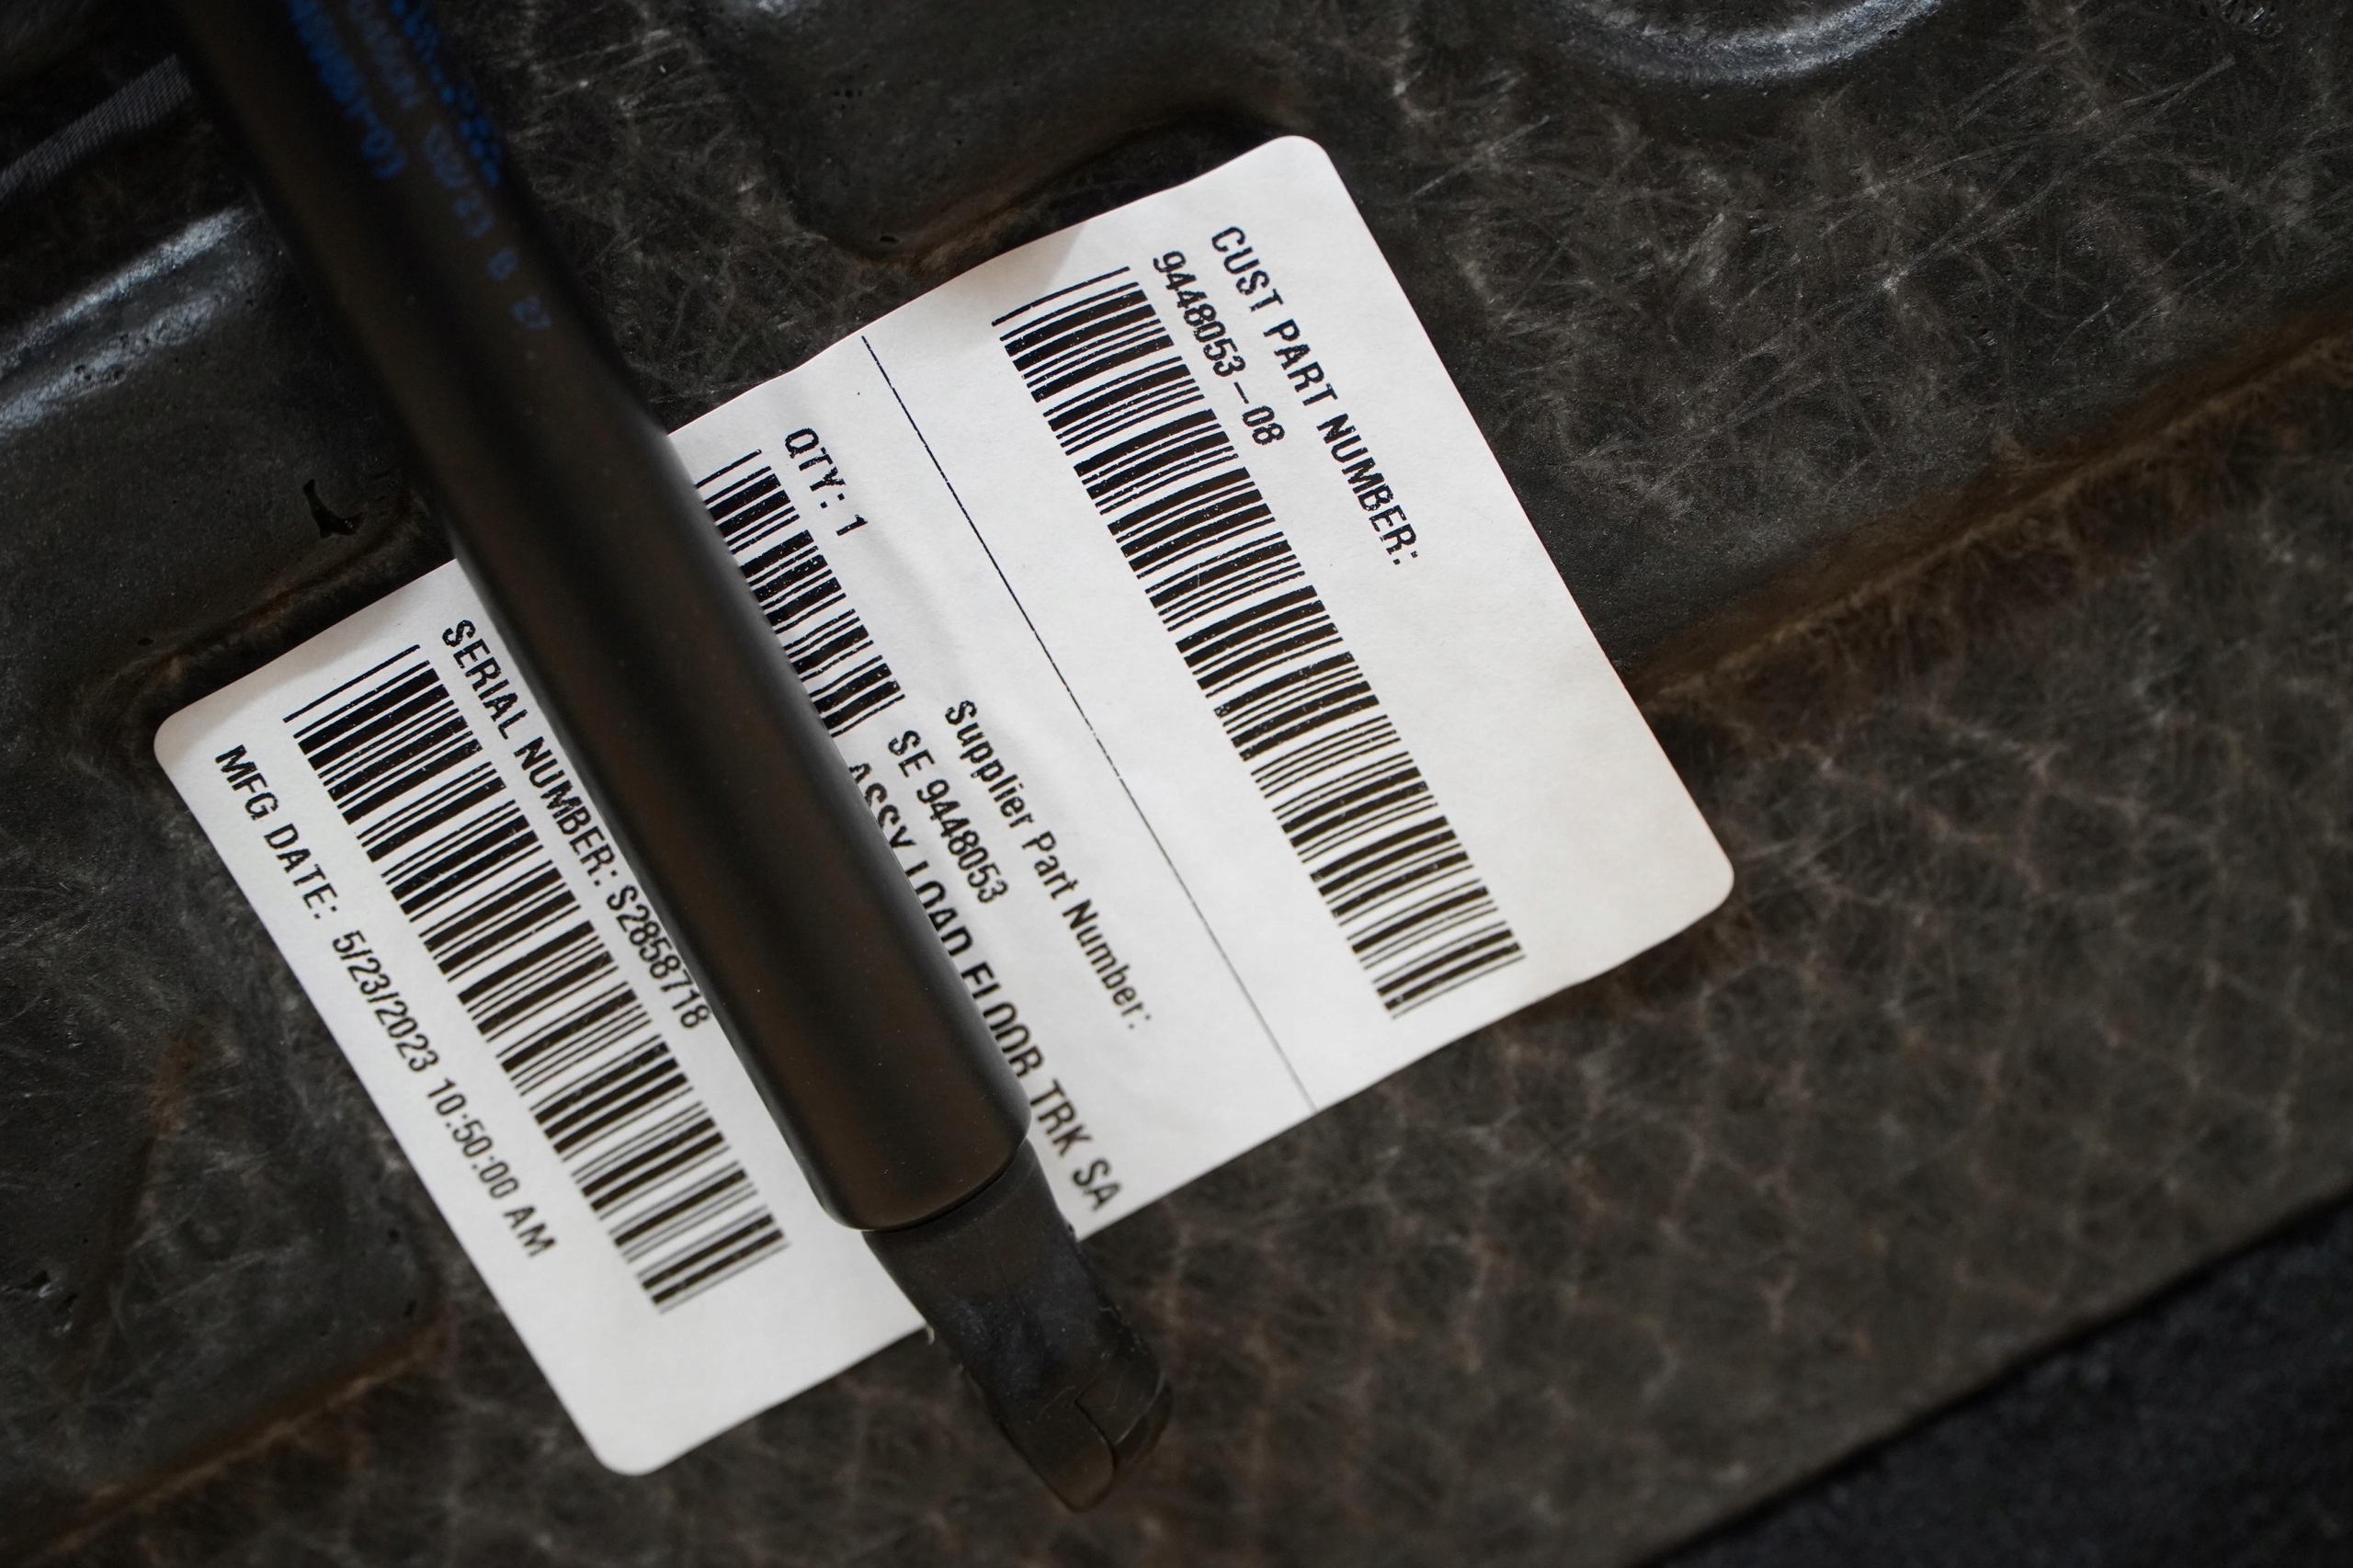 CUST PART NUMBER:
9448053-08
Supplier Part Number:
QTY: 1
SE 9448053
ASSY LOAD FLOOR TRK SA
SERIAL NUMBER: S28588718
MFG DATE: 5/23/2023 10:50:00 AM